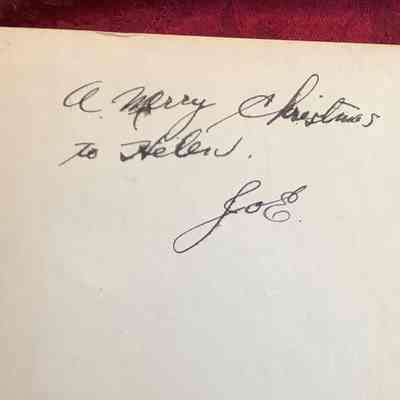 A Merry Christmas
to Helen.
Joe.